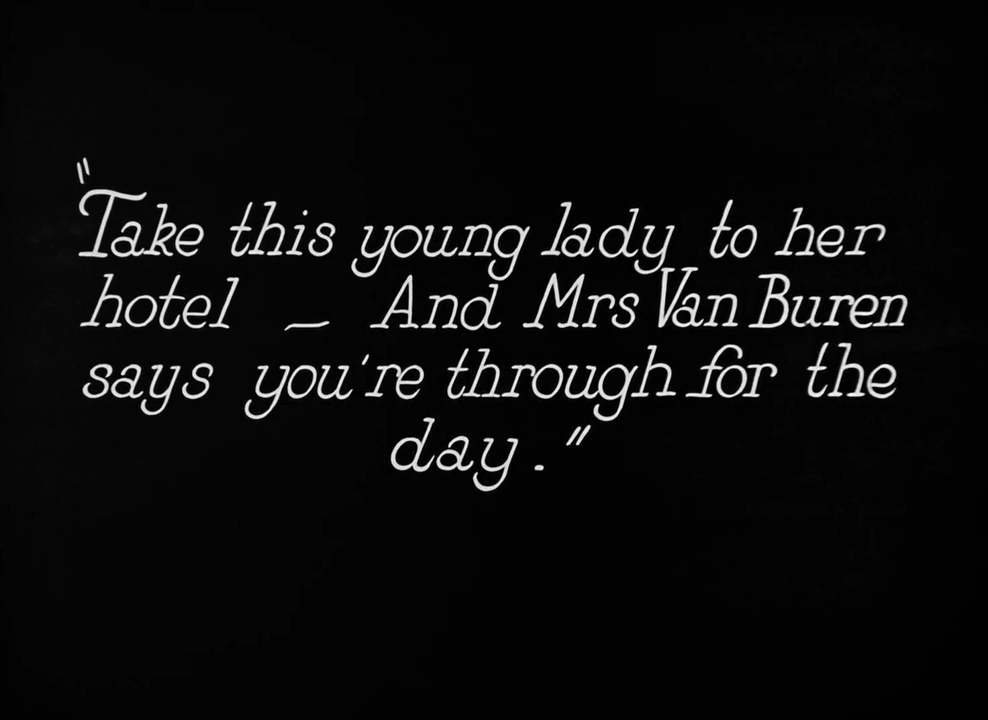 "Take this young lady to her
hotel – And Mrs Van Buren
says you're through for the
day."